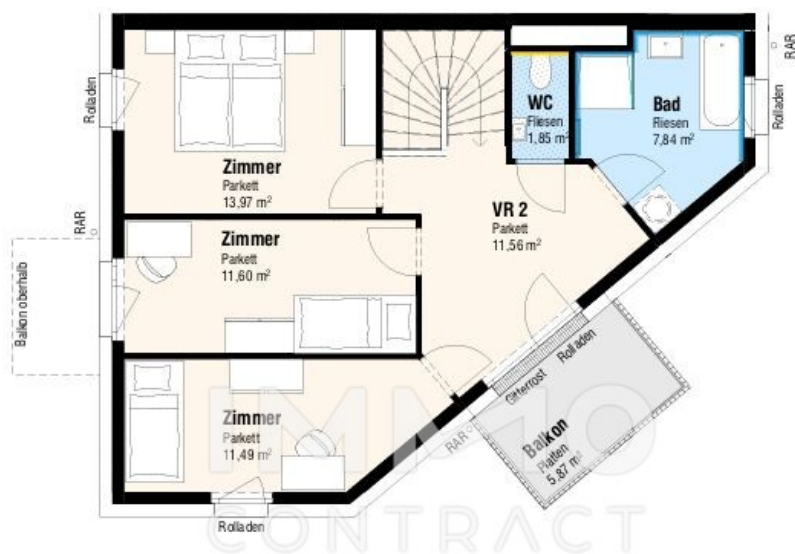 RAR
Rolladen
Zimmer
Parkett
13,97 m²
WC
Fliesen
1,85 m²
Bad
Fliesen
7,84 m²
Rolladen
RAR
Balkon oberhalb
Zimmer
Parkett
11,60 m²
VR 2
Parkett
11,56 m²
Zimmer
Parkett
11,49 m²
Rolladen
Gitterrost
Rolladen
RAR
Balkon
Platten
5,87 m²
IMMO
CONTRACT